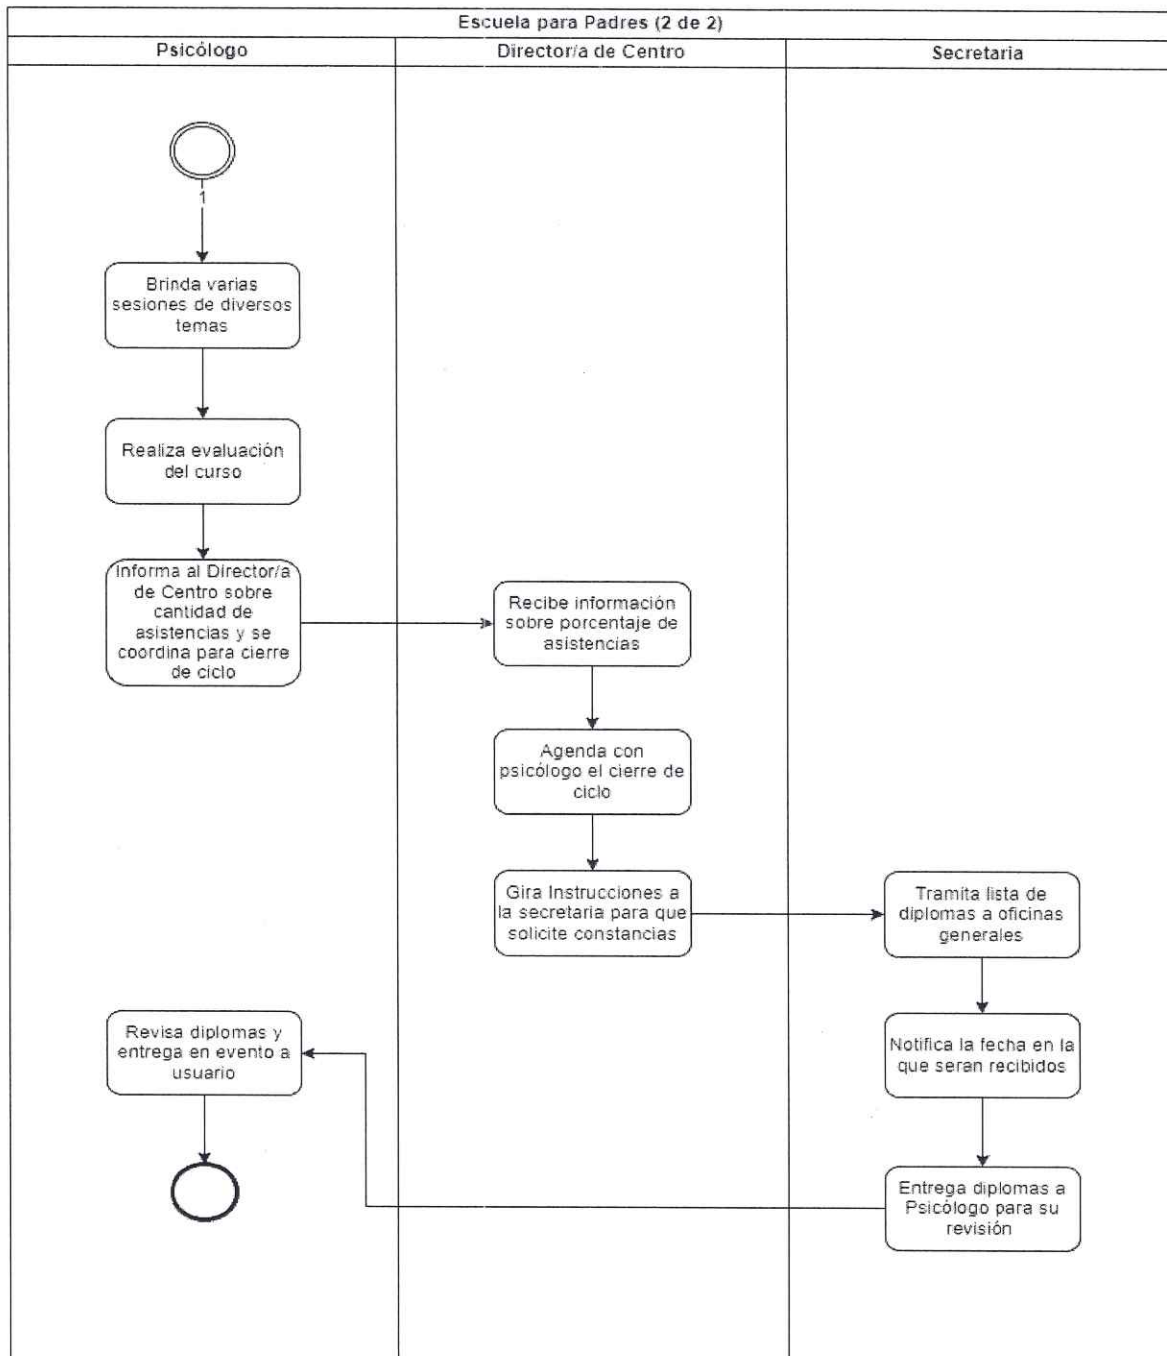 Escuela para Padres (2 de 2)
Psicólogo
Director/a de Centro
Secretaria
1
Brinda varias
sesiones de diversos
temas
Realiza evaluación
del curso
Informa al Director/a
de Centro sobre
cantidad de
asistencias y se
coordina para cierre
de ciclo
Recibe información
sobre porcentaje de
asistencias
Agenda con
psicólogo el cierre de
ciclo
Gira Instrucciones a
la secretaria para que
solicite constancias
Tramita lista de
diplomas a oficinas
generales
Notifica la fecha en la
que seran recibidos
Entrega diplomas a
Psicólogo para su
revisión
Revisa diplomas y
entrega en evento a
usuario